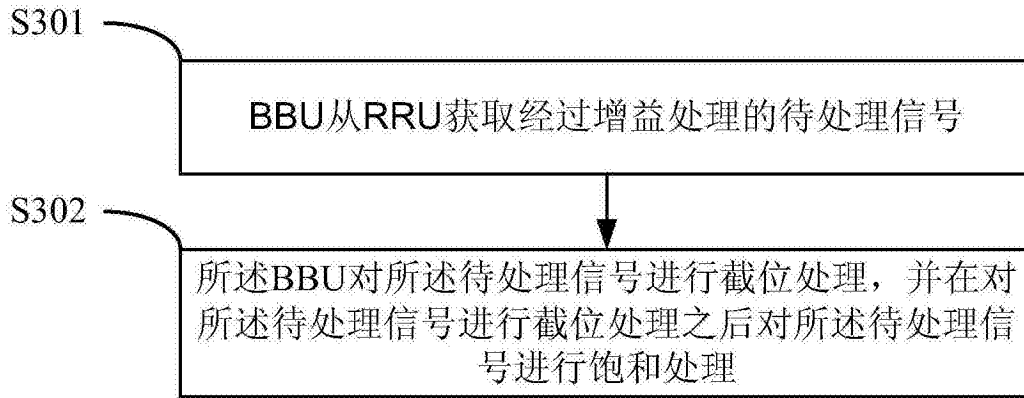 S301
BBU从RRU获取经过增益处理的待处理信号
S302
所述BBU对所述待处理信号进行截位处理，并在对
所述待处理信号进行截位处理之后对所述待处理信
号进行饱和处理